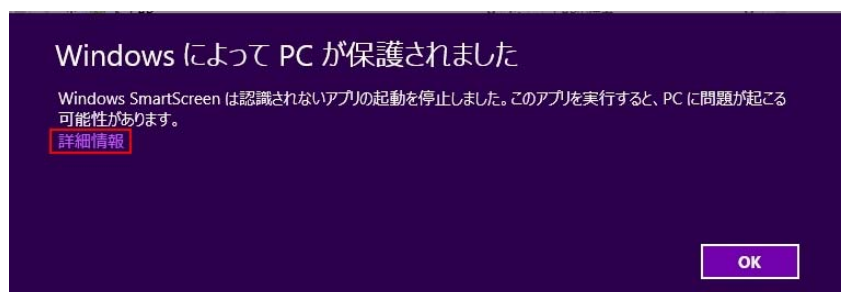 Windows によって PC が保護されました
Windows SmartScreen は認識されないアプリの起動を停止しました。このアプリを実行すると、PC に問題が起こる
可能性があります。
詳細情報
OK